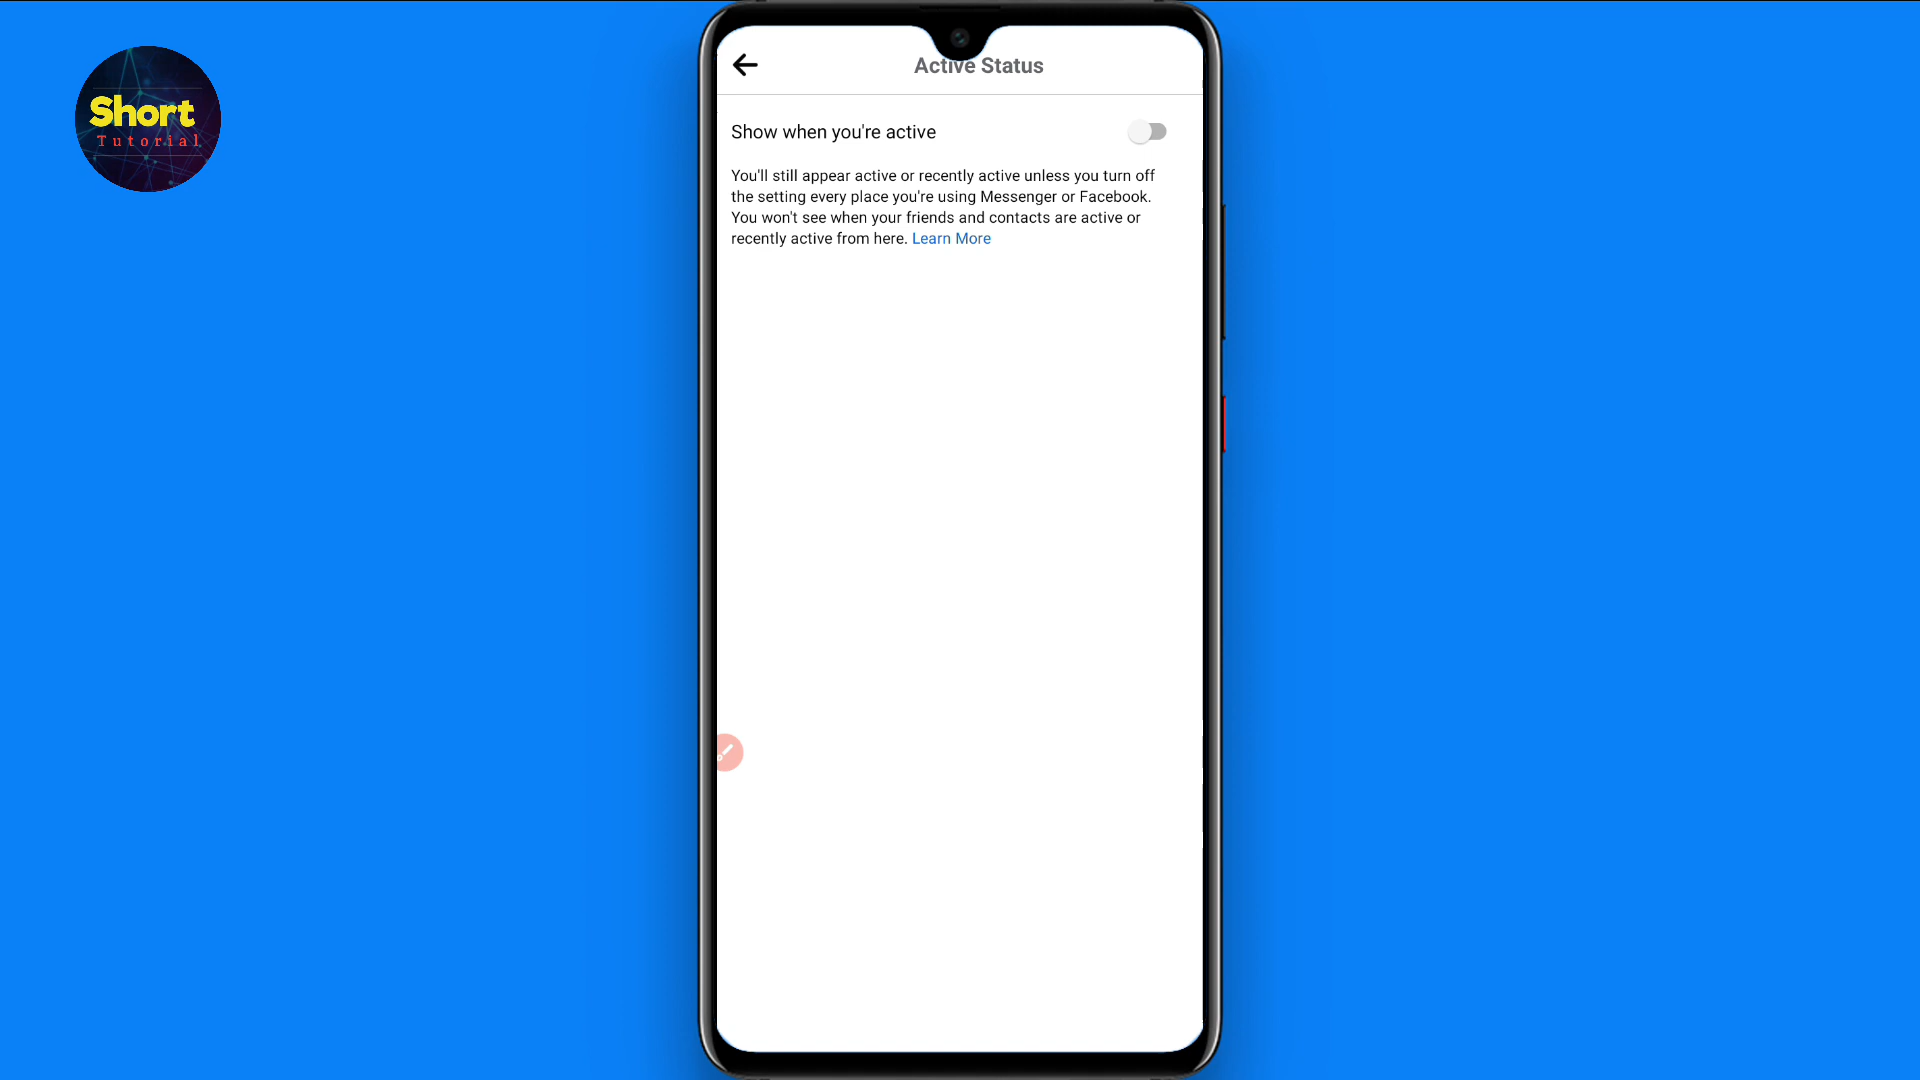 Short
Tutorial
Active Status
Show when you're active
You'll still appear active or recently active unless you turn off
the setting every place you're using Messenger or Facebook.
You won't see when your friends and contacts are active or
recently active from here. Learn More